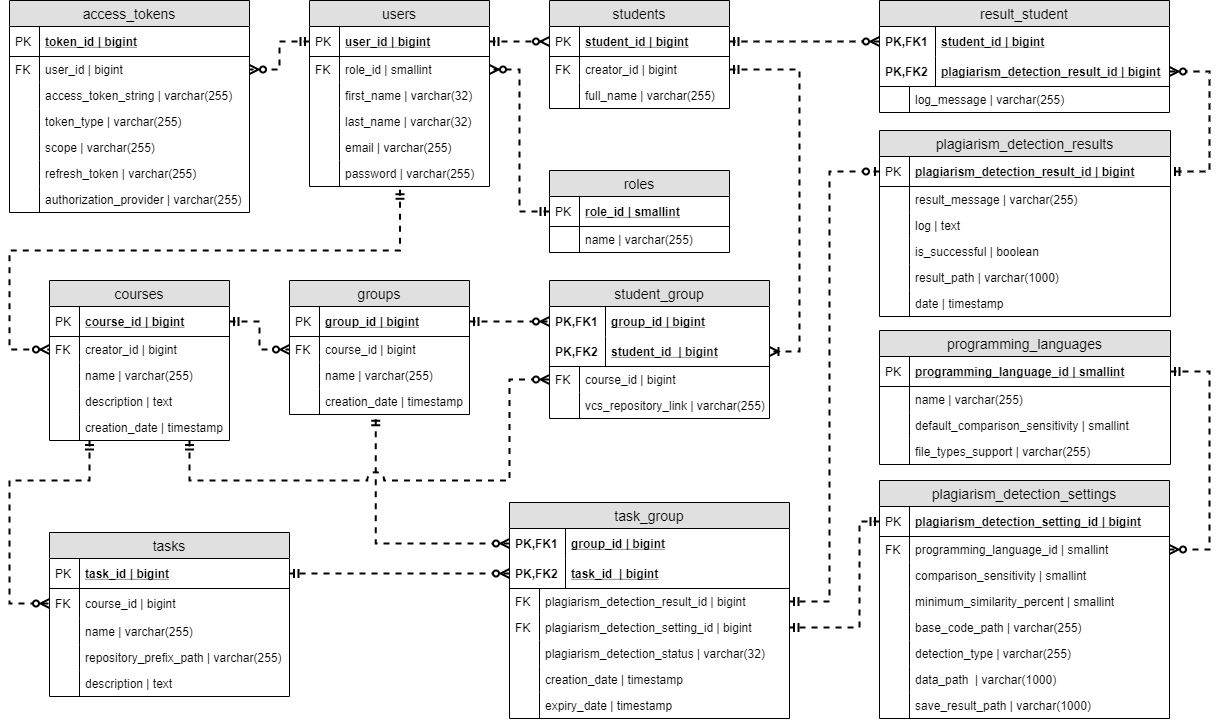 access_tokens
PK token_id | bigint
FK user_id | bigint
access_token_string | varchar(255)
token_type | varchar(255)
scope | varchar(255)
refresh_token | varchar(255)
authorization_provider | varchar(255)
users
PK user_id | bigint
FK role_id | smallint
first_name | varchar(32)
last_name | varchar(32)
email | varchar(255)
password | varchar(255)
students
PK student_id | bigint
FK creator_id | bigint
full_name | varchar(255)
result_student
PK,FK1 student_id | bigint
PK,FK2 plagiarism_detection_result_id | bigint
log_message | varchar(255)
roles
PK role_id | smallint
name | varchar(255)
plagiarism_detection_results
PK plagiarism_detection_result_id | bigint
result_message | varchar(255)
log | text
is_successful | boolean
result_path | varchar(1000)
date | timestamp
courses
PK course_id | bigint
FK creator_id | bigint
name | varchar(255)
description | text
creation_date | timestamp
groups
PK group_id | bigint
FK course_id | bigint
name | varchar(255)
creation_date | timestamp
student_group
PK,FK1 group_id | bigint
PK,FK2 student_id | bigint
FK course_id | bigint
vcs_repository_link | varchar(255)
programming_languages
PK programming_language_id | smallint
name | varchar(255)
default_comparison_sensitivity | smallint
file_types_support | varchar(255)
tasks
PK task_id | bigint
FK course_id | bigint
name | varchar(255)
repository_prefix_path | varchar(255)
description | text
task_group
PK,FK1 group_id | bigint
PK,FK2 task_id | bigint
FK plagiarism_detection_result_id | bigint
FK plagiarism_detection_setting_id | bigint
plagiarism_detection_status | varchar(32)
creation_date | timestamp
expiry_date | timestamp
plagiarism_detection_settings
PK plagiarism_detection_setting_id | bigint
FK programming_language_id | smallint
comparison_sensitivity | smallint
minimum_similarity_percent | smallint
base_code_path | varchar(255)
detection_type | varchar(255)
data_path | varchar(1000)
save_result_path | varchar(1000)